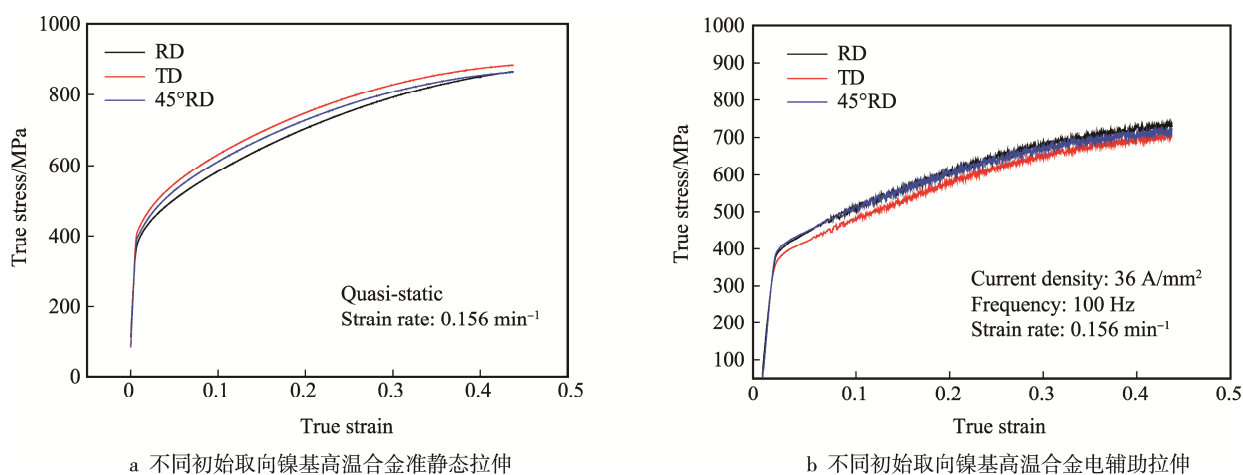 1000
800
600
400
200
0
True stress/MPa
RD
TD
45°RD
Quasi-static
Strain rate: 0.156 min⁻¹
0 0.1 0.2 0.3 0.4 0.5
True strain
a 不同初始取向镍基高温合金准静态拉伸
1000
900
800
700
600
500
400
300
200
100
True stress/MPa
RD
TD
45°RD
Current density: 36 A/mm²
Frequency: 100 Hz
Strain rate: 0.156 min⁻¹
0.1 0.2 0.3 0.4 0.5
True strain
b 不同初始取向镍基高温合金电辅助拉伸